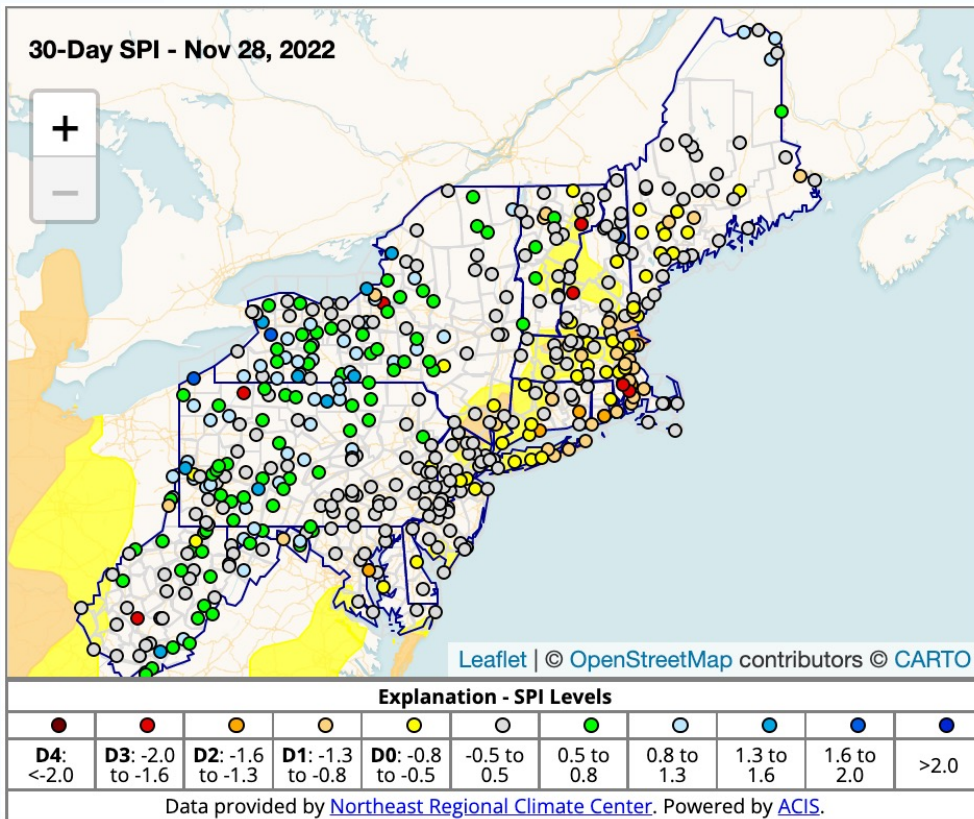 30-Day SPI - Nov 28, 2022
+
−
Leaflet | © OpenStreetMap contributors © CARTO
Explanation - SPI Levels
D4: <-2.0
D3: -2.0 to -1.6
D2: -1.6 to -1.3
D1: -1.3 to -0.8
D0: -0.8 to -0.5
-0.5 to 0.5
0.5 to 0.8
0.8 to 1.3
1.3 to 1.6
1.6 to 2.0
>2.0
Data provided by Northeast Regional Climate Center. Powered by ACIS.